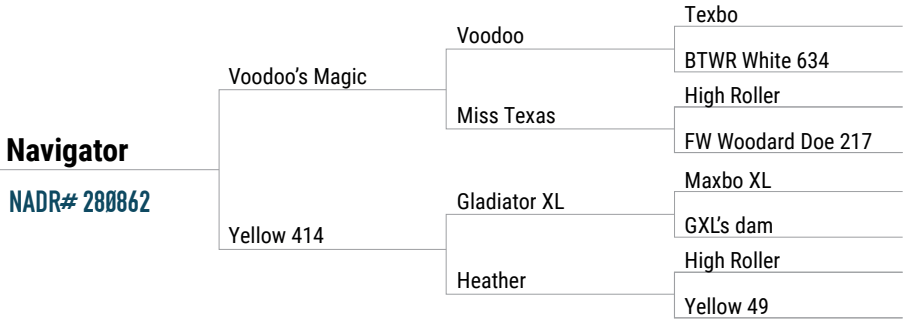 Texbo
Voodoo
BTWR White 634
Voodoo’s Magic
High Roller
Miss Texas
FW Woodard Doe 217
Navigator
Maxbo XL
NADR# 280862
Gladiator XL
GXL's dam
Yellow 414
High Roller
Heather
Yellow 49